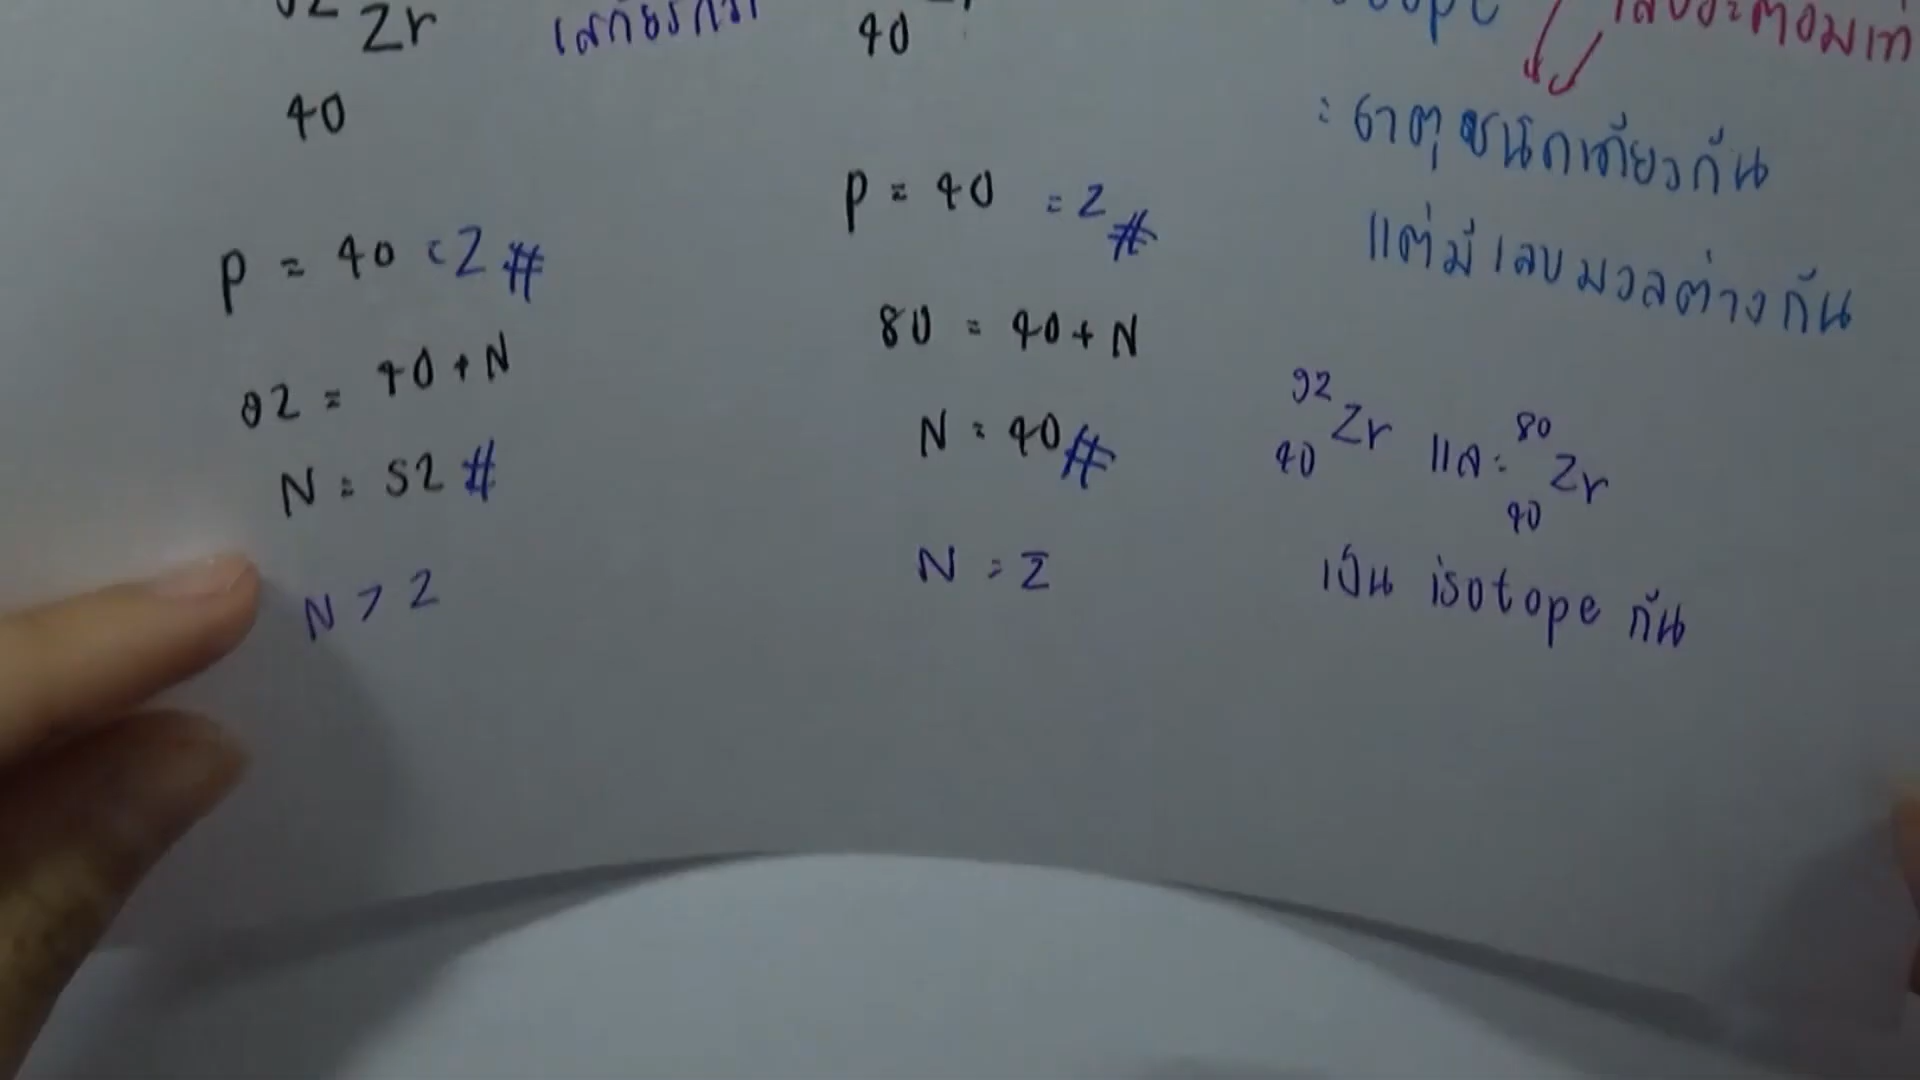 Zr
40
P = 40 = Z #
92 = 40 + N
N = 52 #
N > Z
40
P = 40 = Z #
80 = 40 + N
N = 40 #
N = Z
= ธาตุชนิดเดียวกัน
แต่มีเลขมวลต่างกัน
92 Zr 40 และ 80 Zr 40
เป็น isotope กัน